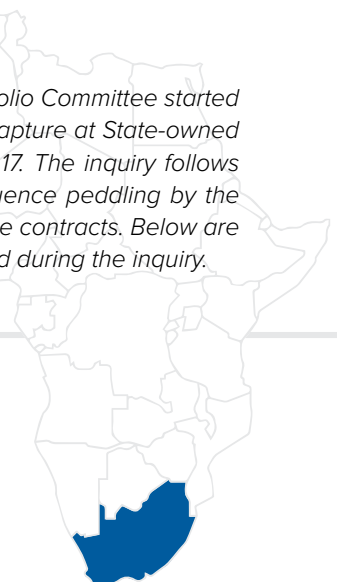 olio Committee started
apture at State-owned
17. The inquiry follows
uence peddling by the
e contracts. Below are
d during the inquiry.